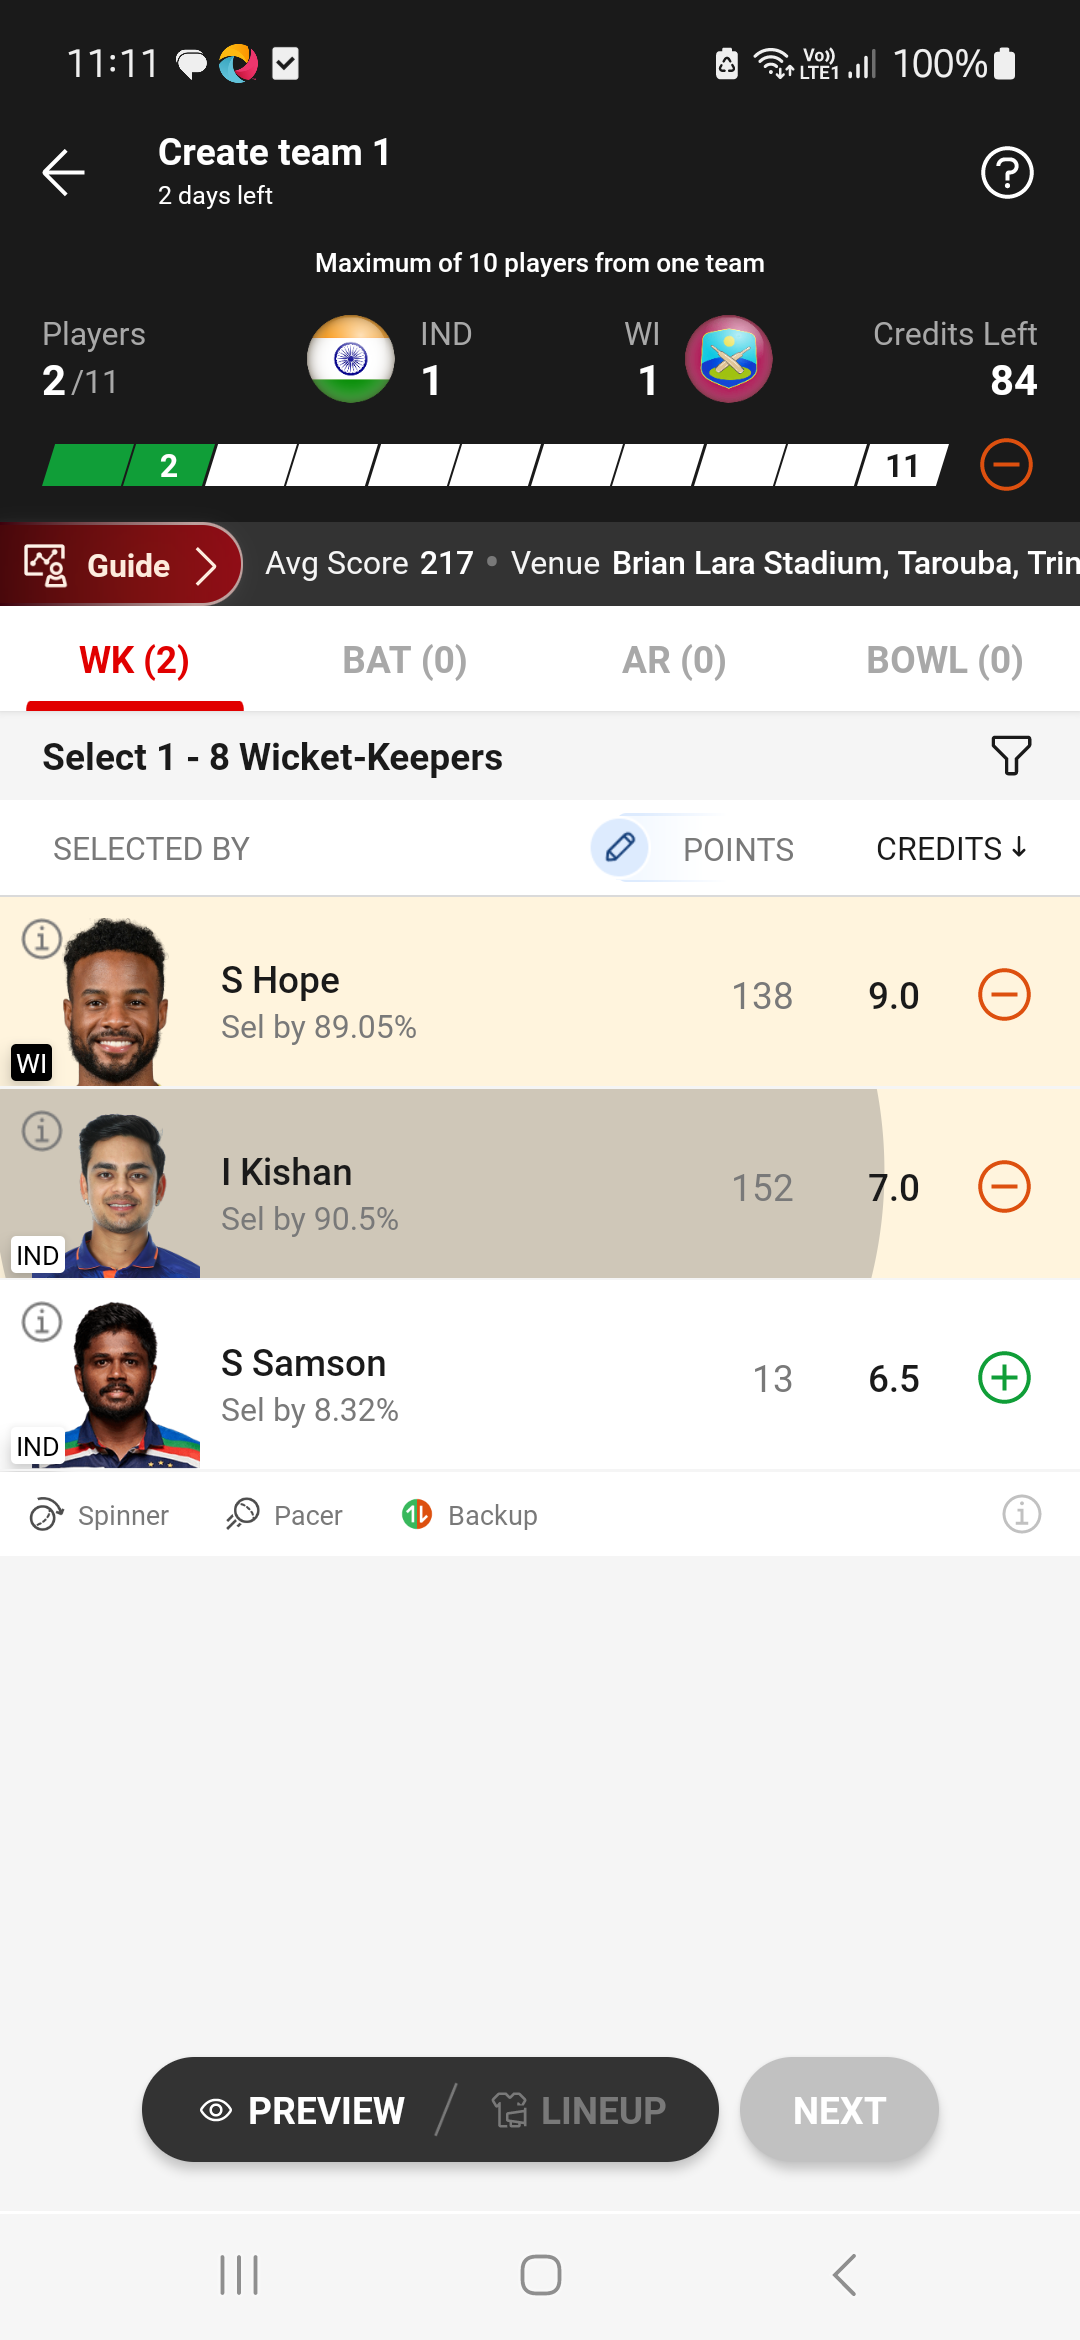 11:11
Vo)) LTE1 100%
Create team 1
2 days left
Maximum of 10 players from one team
Players IND WI Credits Left
2/11 1 1 84
2 11
Guide Avg Score 217 • Venue Brian Lara Stadium, Tarouba, Trin
WK (2) BAT (0) AR (0) BOWL (0)
Select 1 - 8 Wicket-Keepers
SELECTED BY POINTS CREDITS ↓
S Hope 138 9.0
Sel by 89.05%
WI
I Kishan 152 7.0
Sel by 90.5%
IND
S Samson 13 6.5
Sel by 8.32%
IND
Spinner Pacer Backup
PREVIEW / LINEUP NEXT